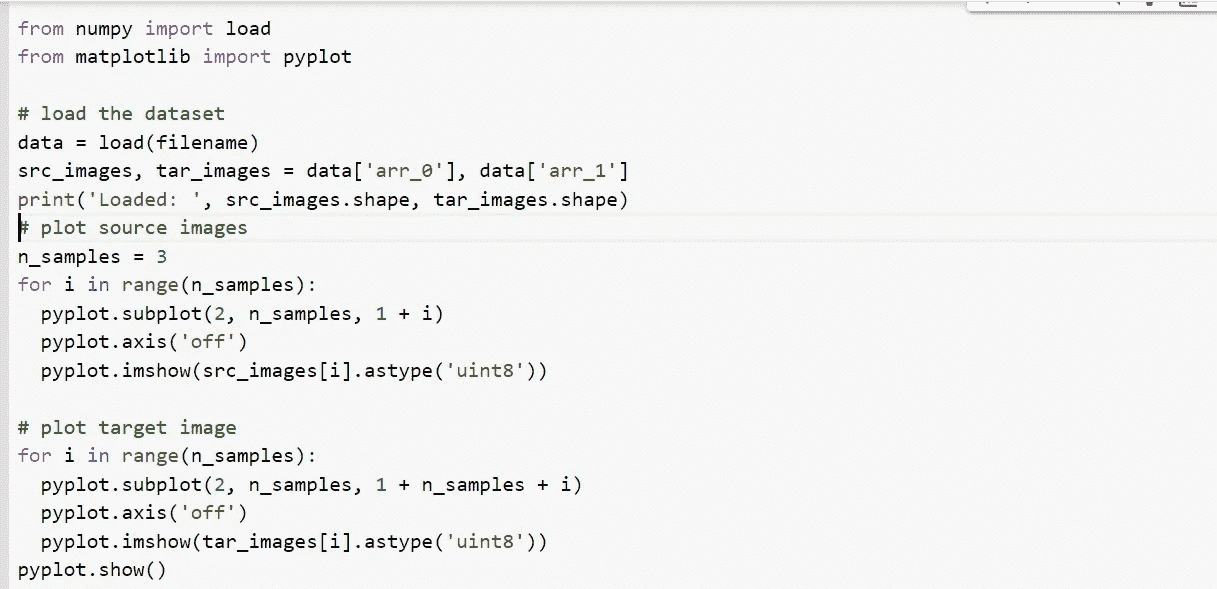 from numpy import load
from matplotlib import pyplot
# load the dataset
data = load(filename)
src_images, tar_images = data['arr_0'], data['arr_1']
print('Loaded: ', src_images.shape, tar_images.shape)
# plot source images
n_samples = 3
for i in range(n_samples):
  pyplot.subplot(2, n_samples, 1 + i)
  pyplot.axis('off')
  pyplot.imshow(src_images[i].astype('uint8'))
# plot target image
for i in range(n_samples):
  pyplot.subplot(2, n_samples, 1 + n_samples + i)
  pyplot.axis('off')
  pyplot.imshow(tar_images[i].astype('uint8'))
pyplot.show()